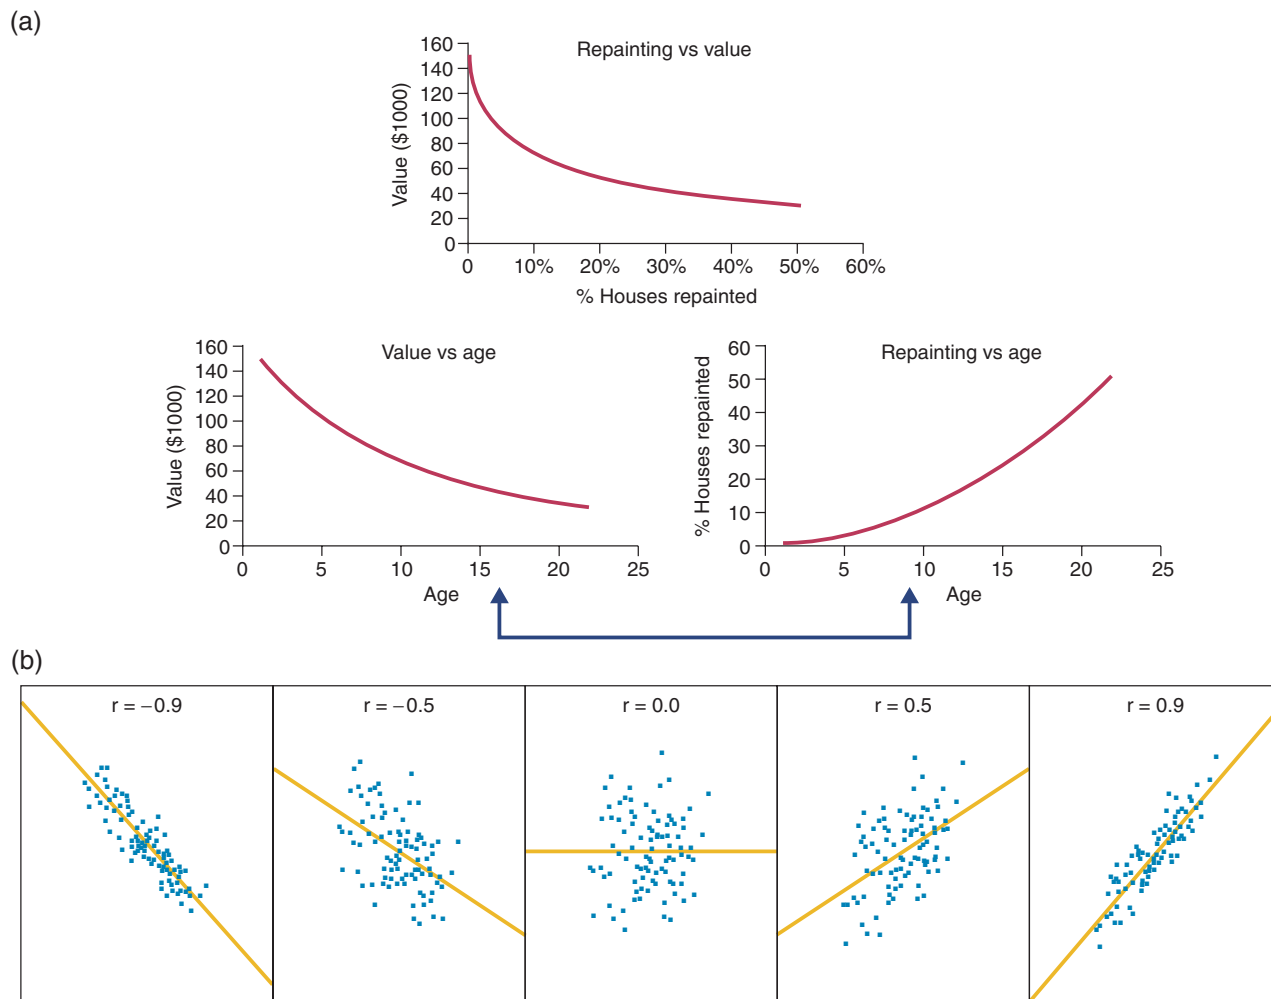 (a)
Repainting vs value
Value ($1000)
160
140
120
100
80
60
40
20
0
0 10% 20% 30% 40% 50% 60%
% Houses repainted
Value vs age
Value ($1000)
160
140
120
100
80
60
40
20
0
0 5 10 15 20 25
Age
Repainting vs age
% Houses repainted
60
50
40
30
20
10
0
0 5 10 15 20 25
Age
(b)
r = −0.9
r = −0.5
r = 0.0
r = 0.5
r = 0.9